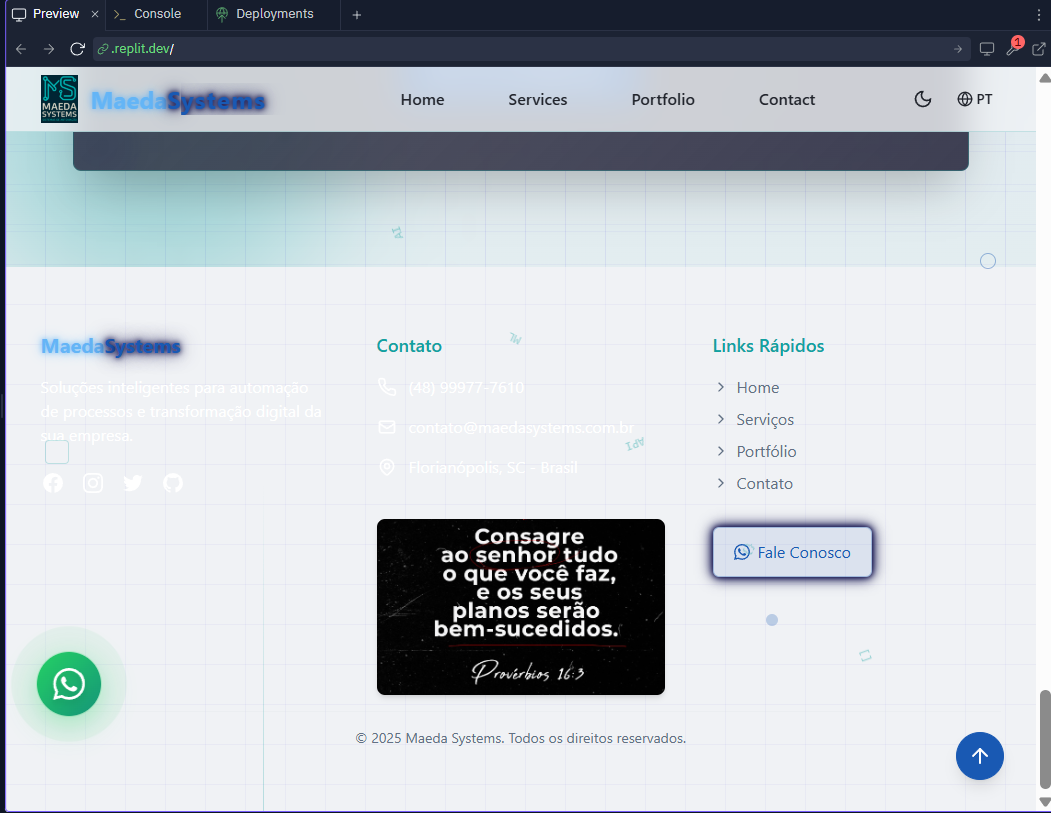 Preview
Console
Deployments
.replit.dev/
1
MS
MAEDA
SYSTEMS
MaedaSystems
Home
Services
Portfolio
Contact
PT
MaedaSystems
Soluções inteligentes para automação
de processos e transformação digital da
sua empresa.
Contato
(48) 99977-7610
contato@maedasystems.com.br
API
Florianópolis, SC - Brasil
Links Rápidos
Home
Serviços
Portfólio
Contato
Fale Conosco
Consagre
ao senhor tudo
o que você faz,
e os seus
planos serão
bem-sucedidos.
Provérbios 16:3
[ ]
© 2025 Maeda Systems. Todos os direitos reservados.